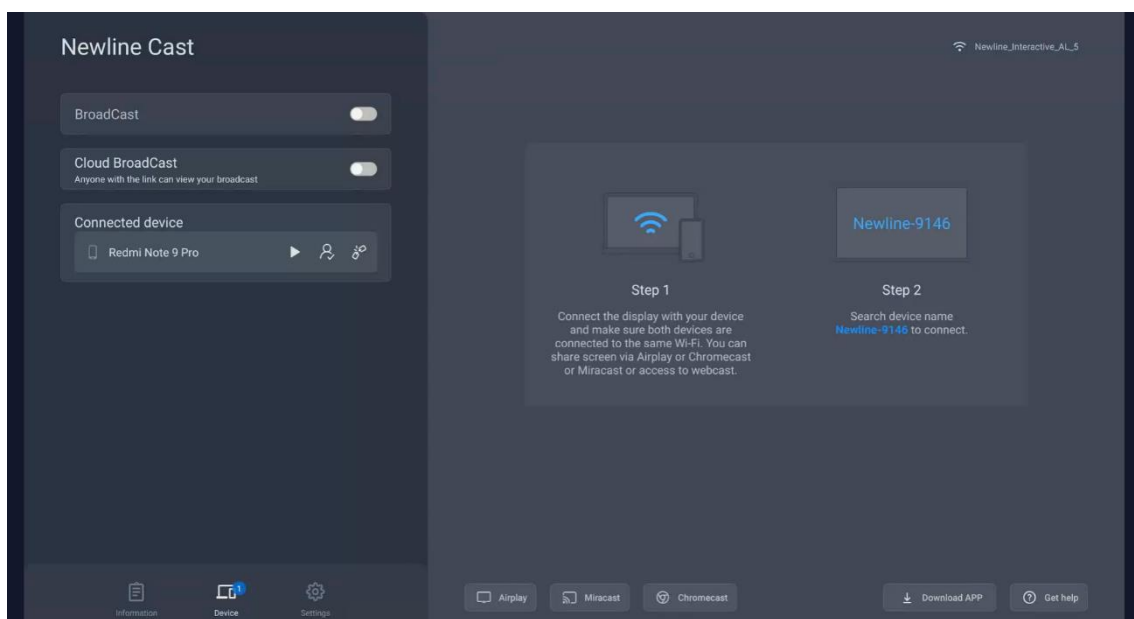 Newline Cast
Newline_Interactive_AL_5
BroadCast
Cloud BroadCast
Anyone with the link can view your broadcast
Connected device
Redmi Note 9 Pro
Newline-9146
Step 1
Connect the display with your device
and make sure both devices are
connected to the same Wi-Fi. You can
share screen via Airplay or Chromecast
or Miracast or access to webcast.
Step 2
Search device name
Newline-9146 to connect.
Information
1
Device
Settings
Airplay
Miracast
Chromecast
Download APP
Get help